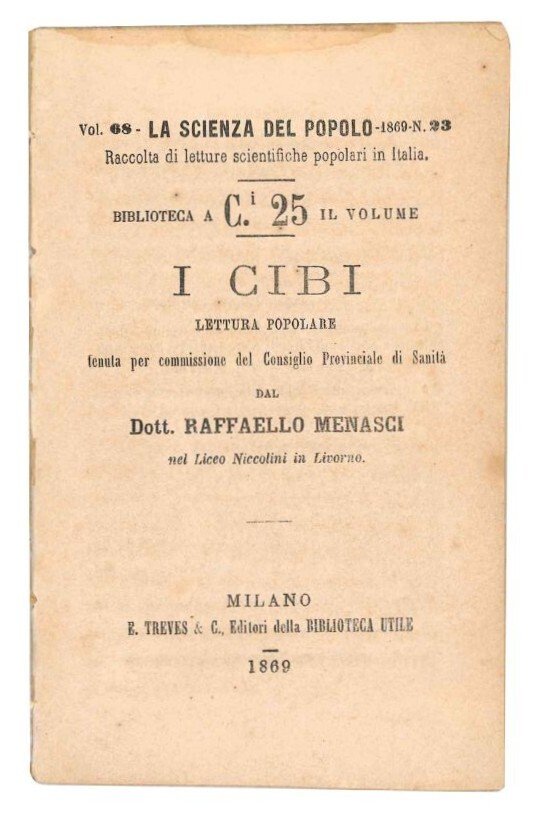 Vol. 68 - LA SCIENZA DEL POPOLO -1869-N. 23
Raccolta di letture scientifiche popolari in Italia.
BIBLIOTECA A C.i 25 IL VOLUME
I CIBI
LETTURA POPOLARE
tenuta per commissione del Consiglio Provinciale di Sanità
DAL
Dott. RAFFAELLO MENASCI
nel Liceo Niccolini in Livorno.
MILANO
E. TREVES & C., Editori della BIBLIOTECA UTILE
1869